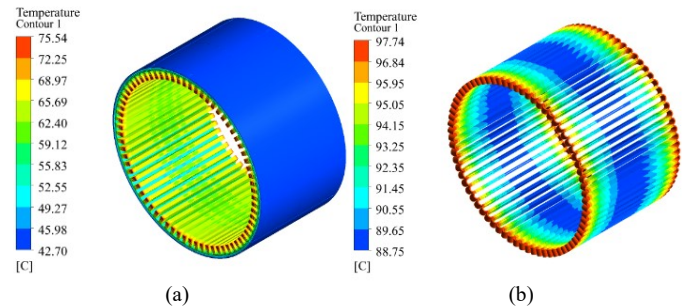 Temperature
Contour 1
75.54
72.25
68.97
65.69
62.40
59.12
55.83
52.55
49.27
45.98
42.70
[C]
(a)
Temperature
Contour 1
97.74
96.84
95.95
95.05
94.15
93.25
92.35
91.45
90.55
89.65
88.75
[C]
(b)